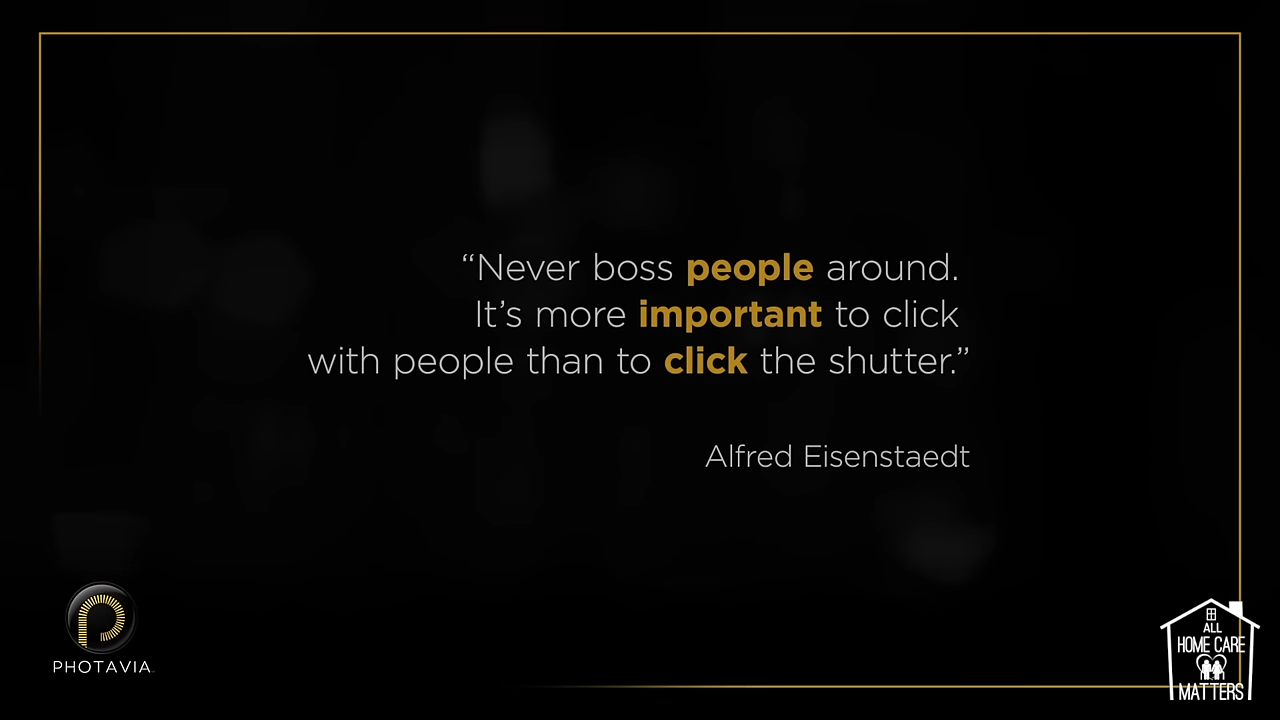 “Never boss people around.
It’s more important to click
with people than to click the shutter.”
Alfred Eisenstaedt
PHOTAVIA
ALL
HOME CARE
MATTERS